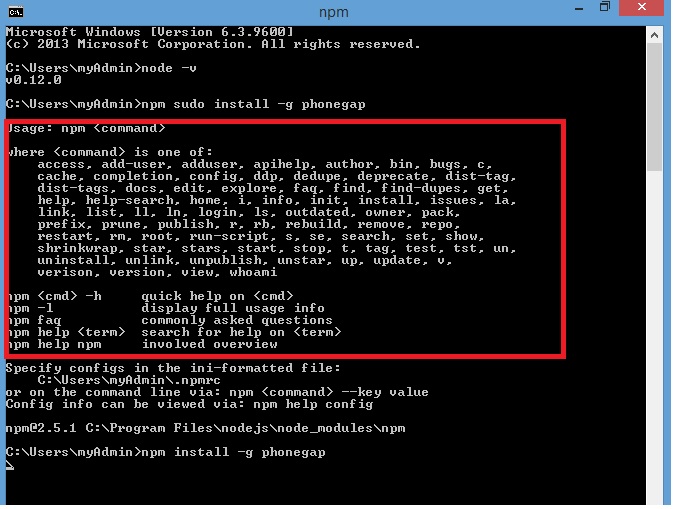 npm
Microsoft Windows [Version 6.3.9600]
(c) 2013 Microsoft Corporation. All rights reserved.
C:\Users\myAdmin>node -v
v0.12.0
C:\Users\myAdmin>npm sudo install -g phonegap
Usage: npm <command>
where <command> is one of:
access, add-user, adduser, apihelp, author, bin, bugs, c,
cache, completion, config, ddp, dedupe, deprecate, dist-tag,
dist-tags, docs, edit, explore, faq, find, find-dupes, get,
help, help-search, home, i, info, init, install, issues, la,
link, list, ll, ln, login, ls, outdated, owner, pack,
prefix, prune, publish, r, rb, rebuild, remove, repo,
restart, rm, root, run-script, s, se, search, set, show,
shrinkwrap, star, stars, start, stop, t, tag, test, tst, un,
uninstall, unlink, unpublish, unstar, up, update, v,
verison, version, view, whoami
npm <cmd> -h     quick help on <cmd>
npm -l           display full usage info
npm faq          commonly asked questions
npm help <term>  search for help on <term>
npm help npm     involved overview
Specify configs in the ini-formatted file:
C:\Users\myAdmin\.npmrc
or on the command line via: npm <command> --key value
Config info can be viewed via: npm help config
npm@2.5.1 C:\Program Files\nodejs\node_modules\npm
C:\Users\myAdmin>npm install -g phonegap